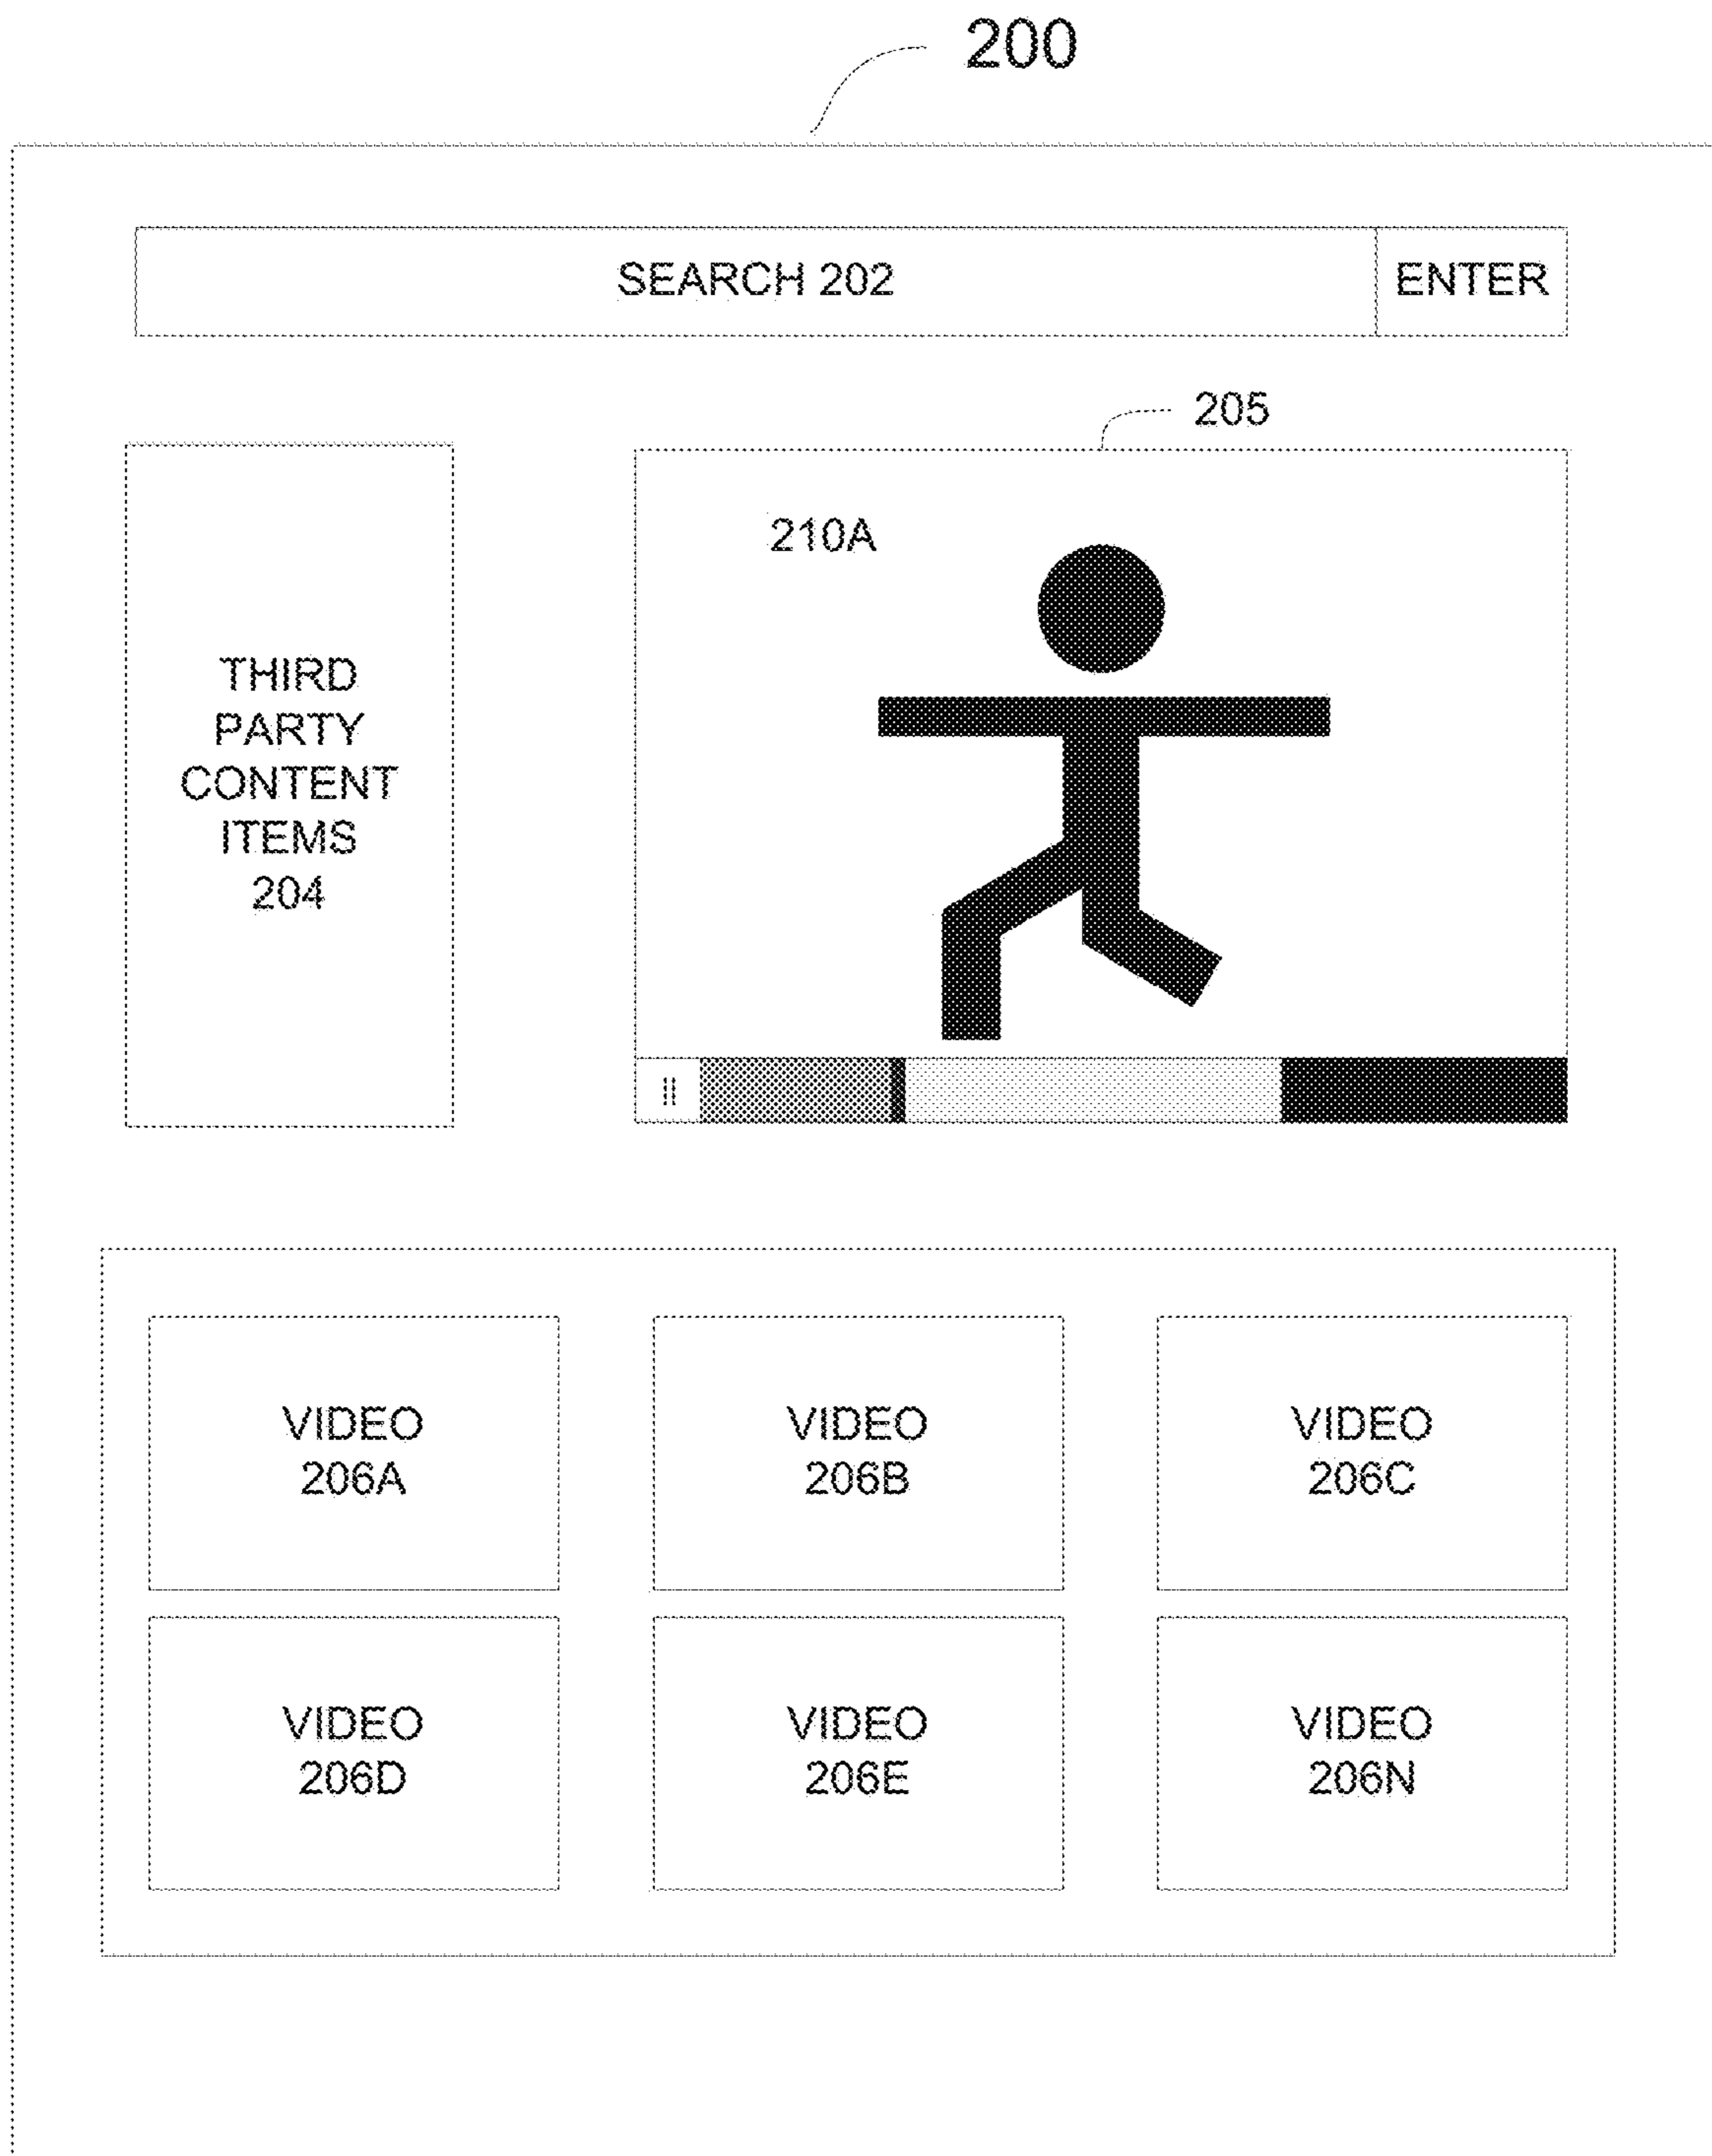 200
SEARCH 202
ENTER
205
210A
THIRD
PARTY
CONTENT
ITEMS
204
VIDEO
206A
VIDEO
206B
VIDEO
206C
VIDEO
206D
VIDEO
206E
VIDEO
206N